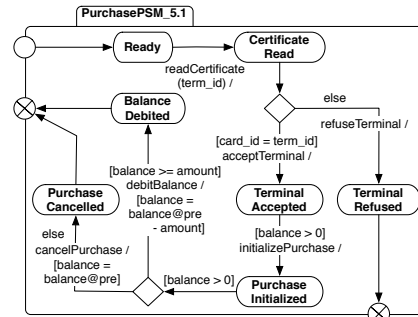 PurchasePSM_5.1
Ready
Certificate
Read
readCertificate
(term_id) /
Balance
Debited
else
refuseTerminal /
[card_id = term_id]
acceptTerminal /
[balance >= amount]
debitBalance /
[balance =
balance@pre
- amount]
Purchase
Cancelled
Terminal
Accepted
Terminal
Refused
else
cancelPurchase /
[balance =
balance@pre]
[balance > 0]
initializePurchase /
[balance > 0]
Purchase
Initialized